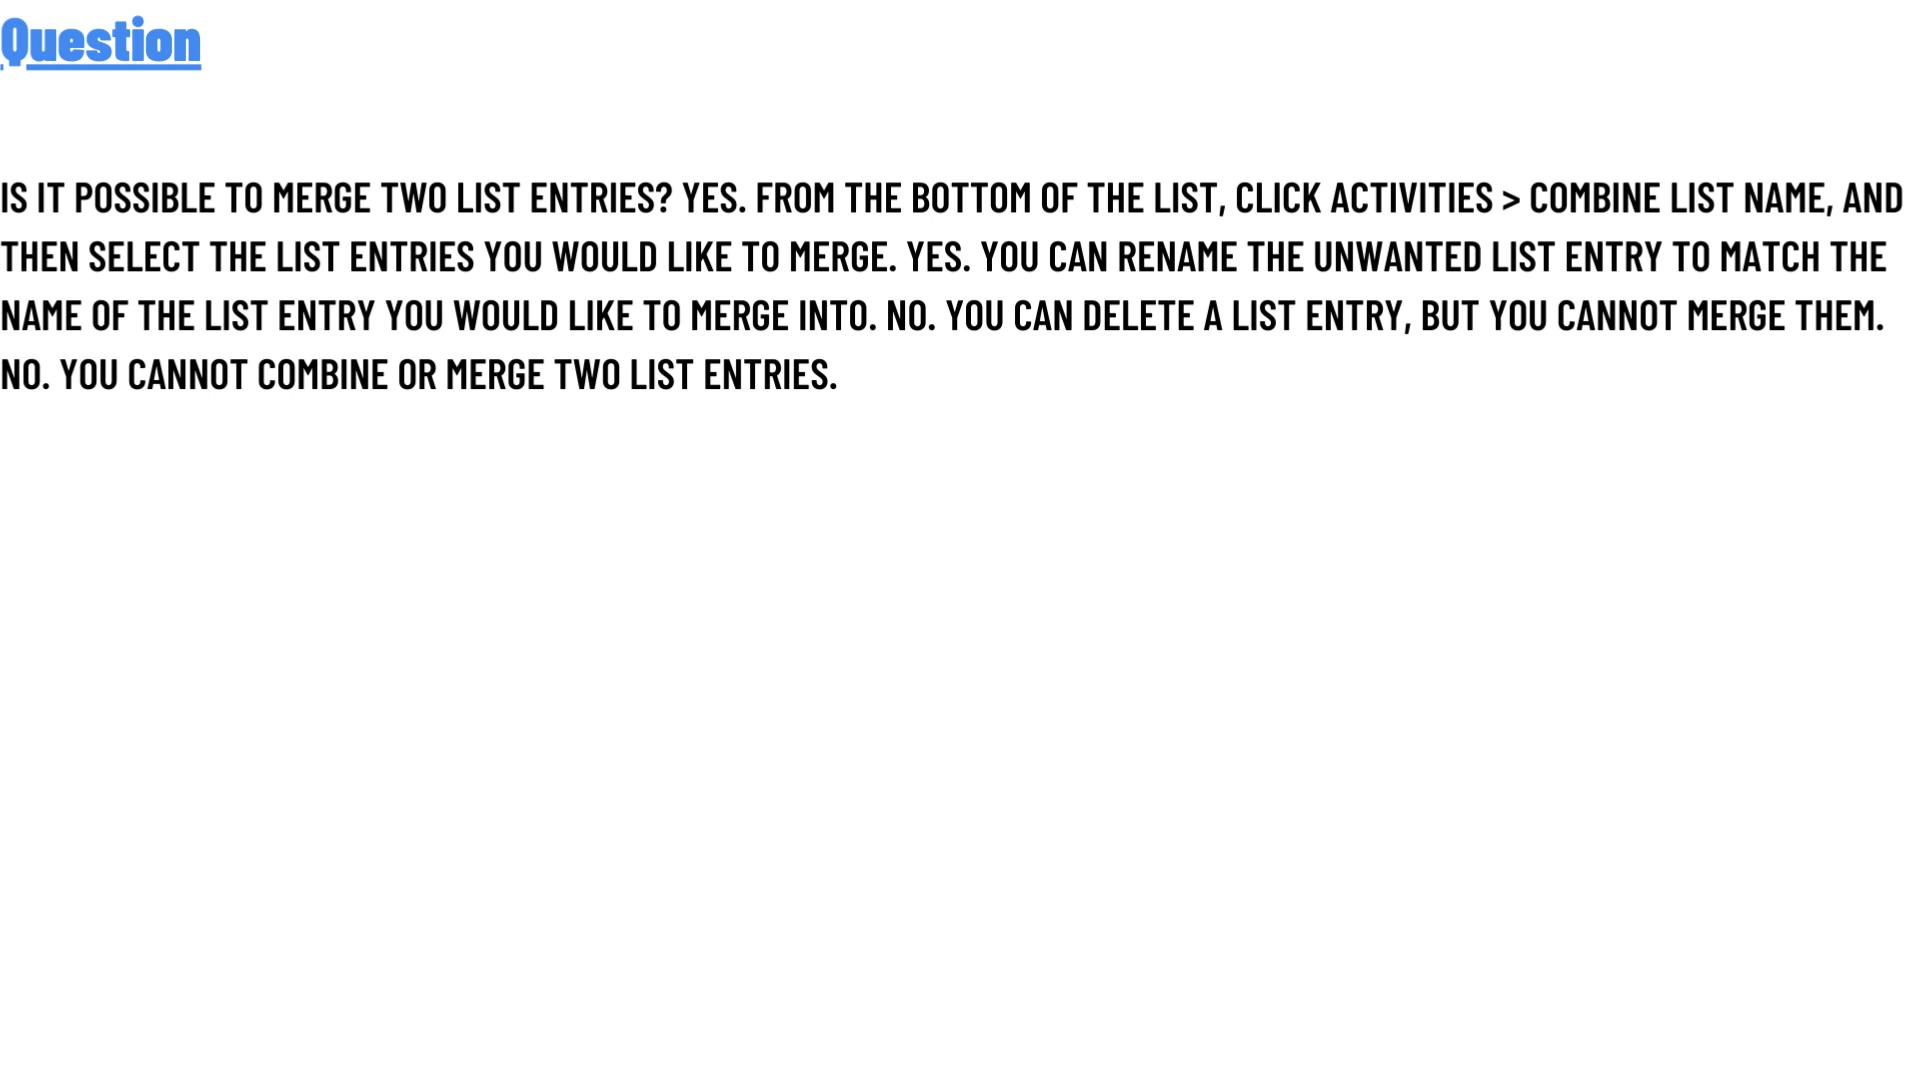 Question
IS IT POSSIBLE TO MERGE TWO LIST ENTRIES? YES. FROM THE BOTTOM OF THE LIST, CLICK ACTIVITIES > COMBINE LIST NAME, AND
THEN SELECT THE LIST ENTRIES YOU WOULD LIKE TO MERGE. YES. YOU CAN RENAME THE UNWANTED LIST ENTRY TO MATCH THE
NAME OF THE LIST ENTRY YOU WOULD LIKE TO MERGE INTO. NO. YOU CAN DELETE A LIST ENTRY, BUT YOU CANNOT MERGE THEM.
NO. YOU CANNOT COMBINE OR MERGE TWO LIST ENTRIES.